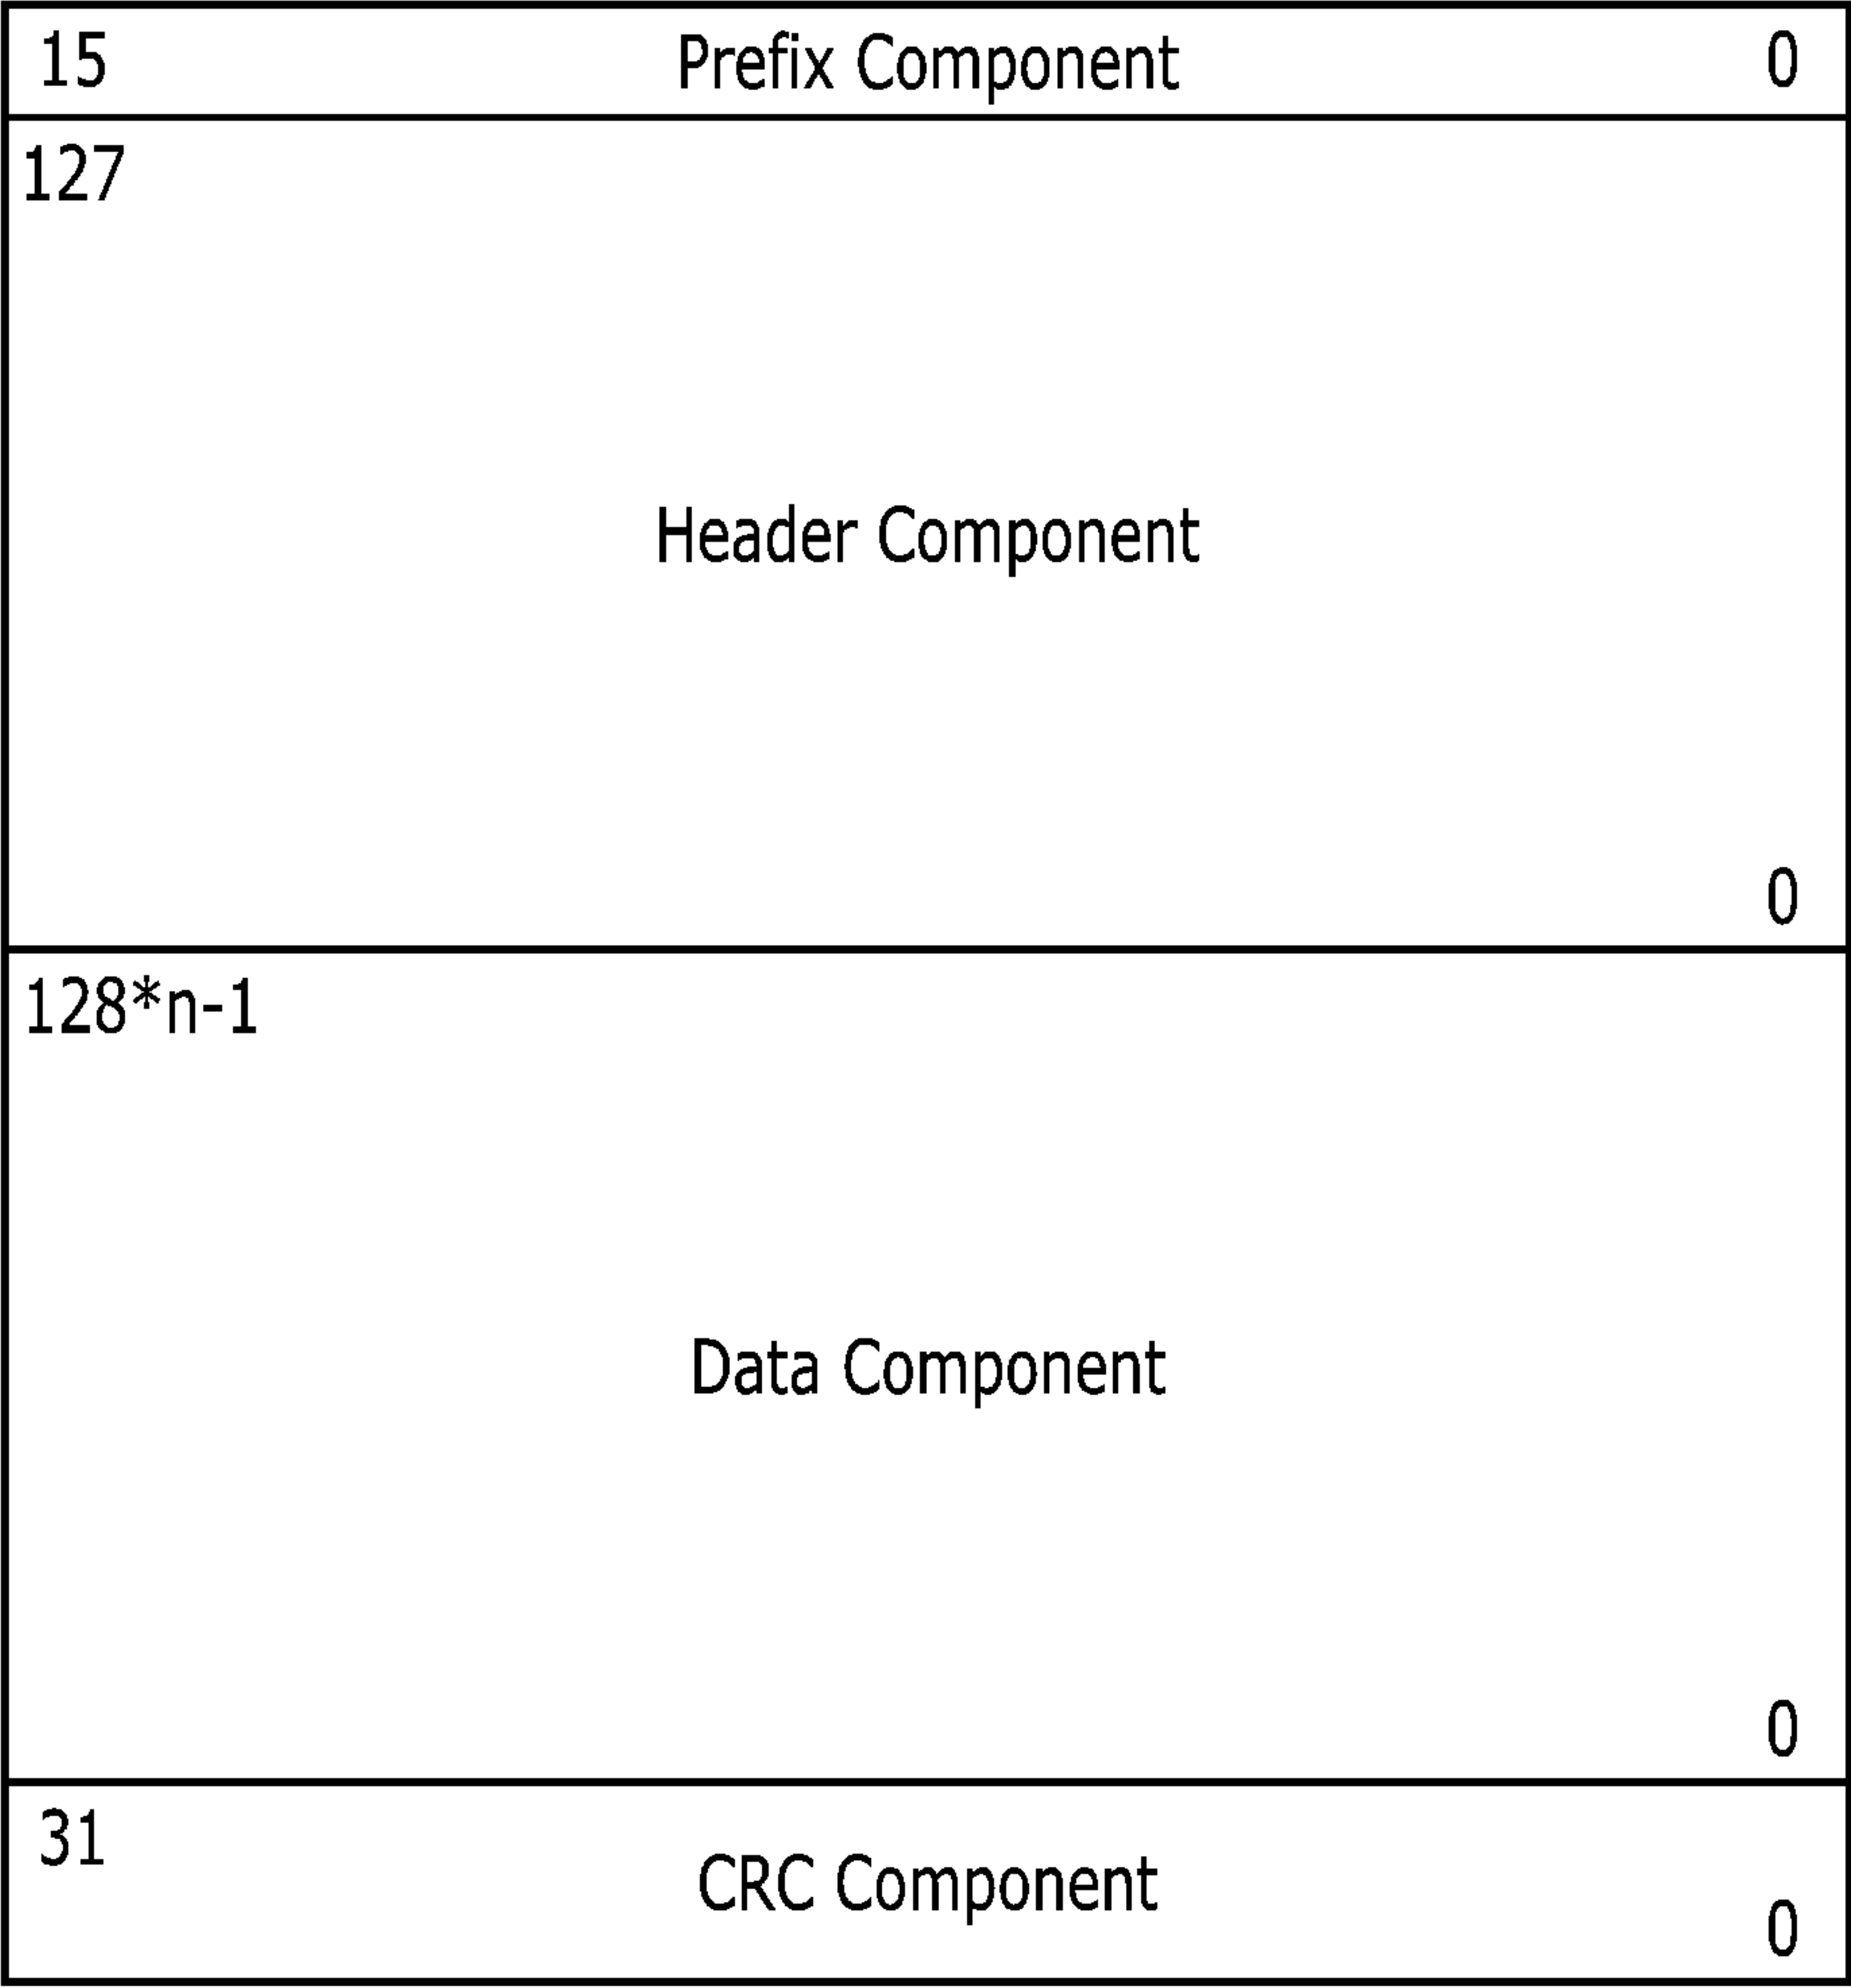 15 Prefix Component 0
127
Header Component
0
128*n-1
Data Component
0
31
CRC Component
0